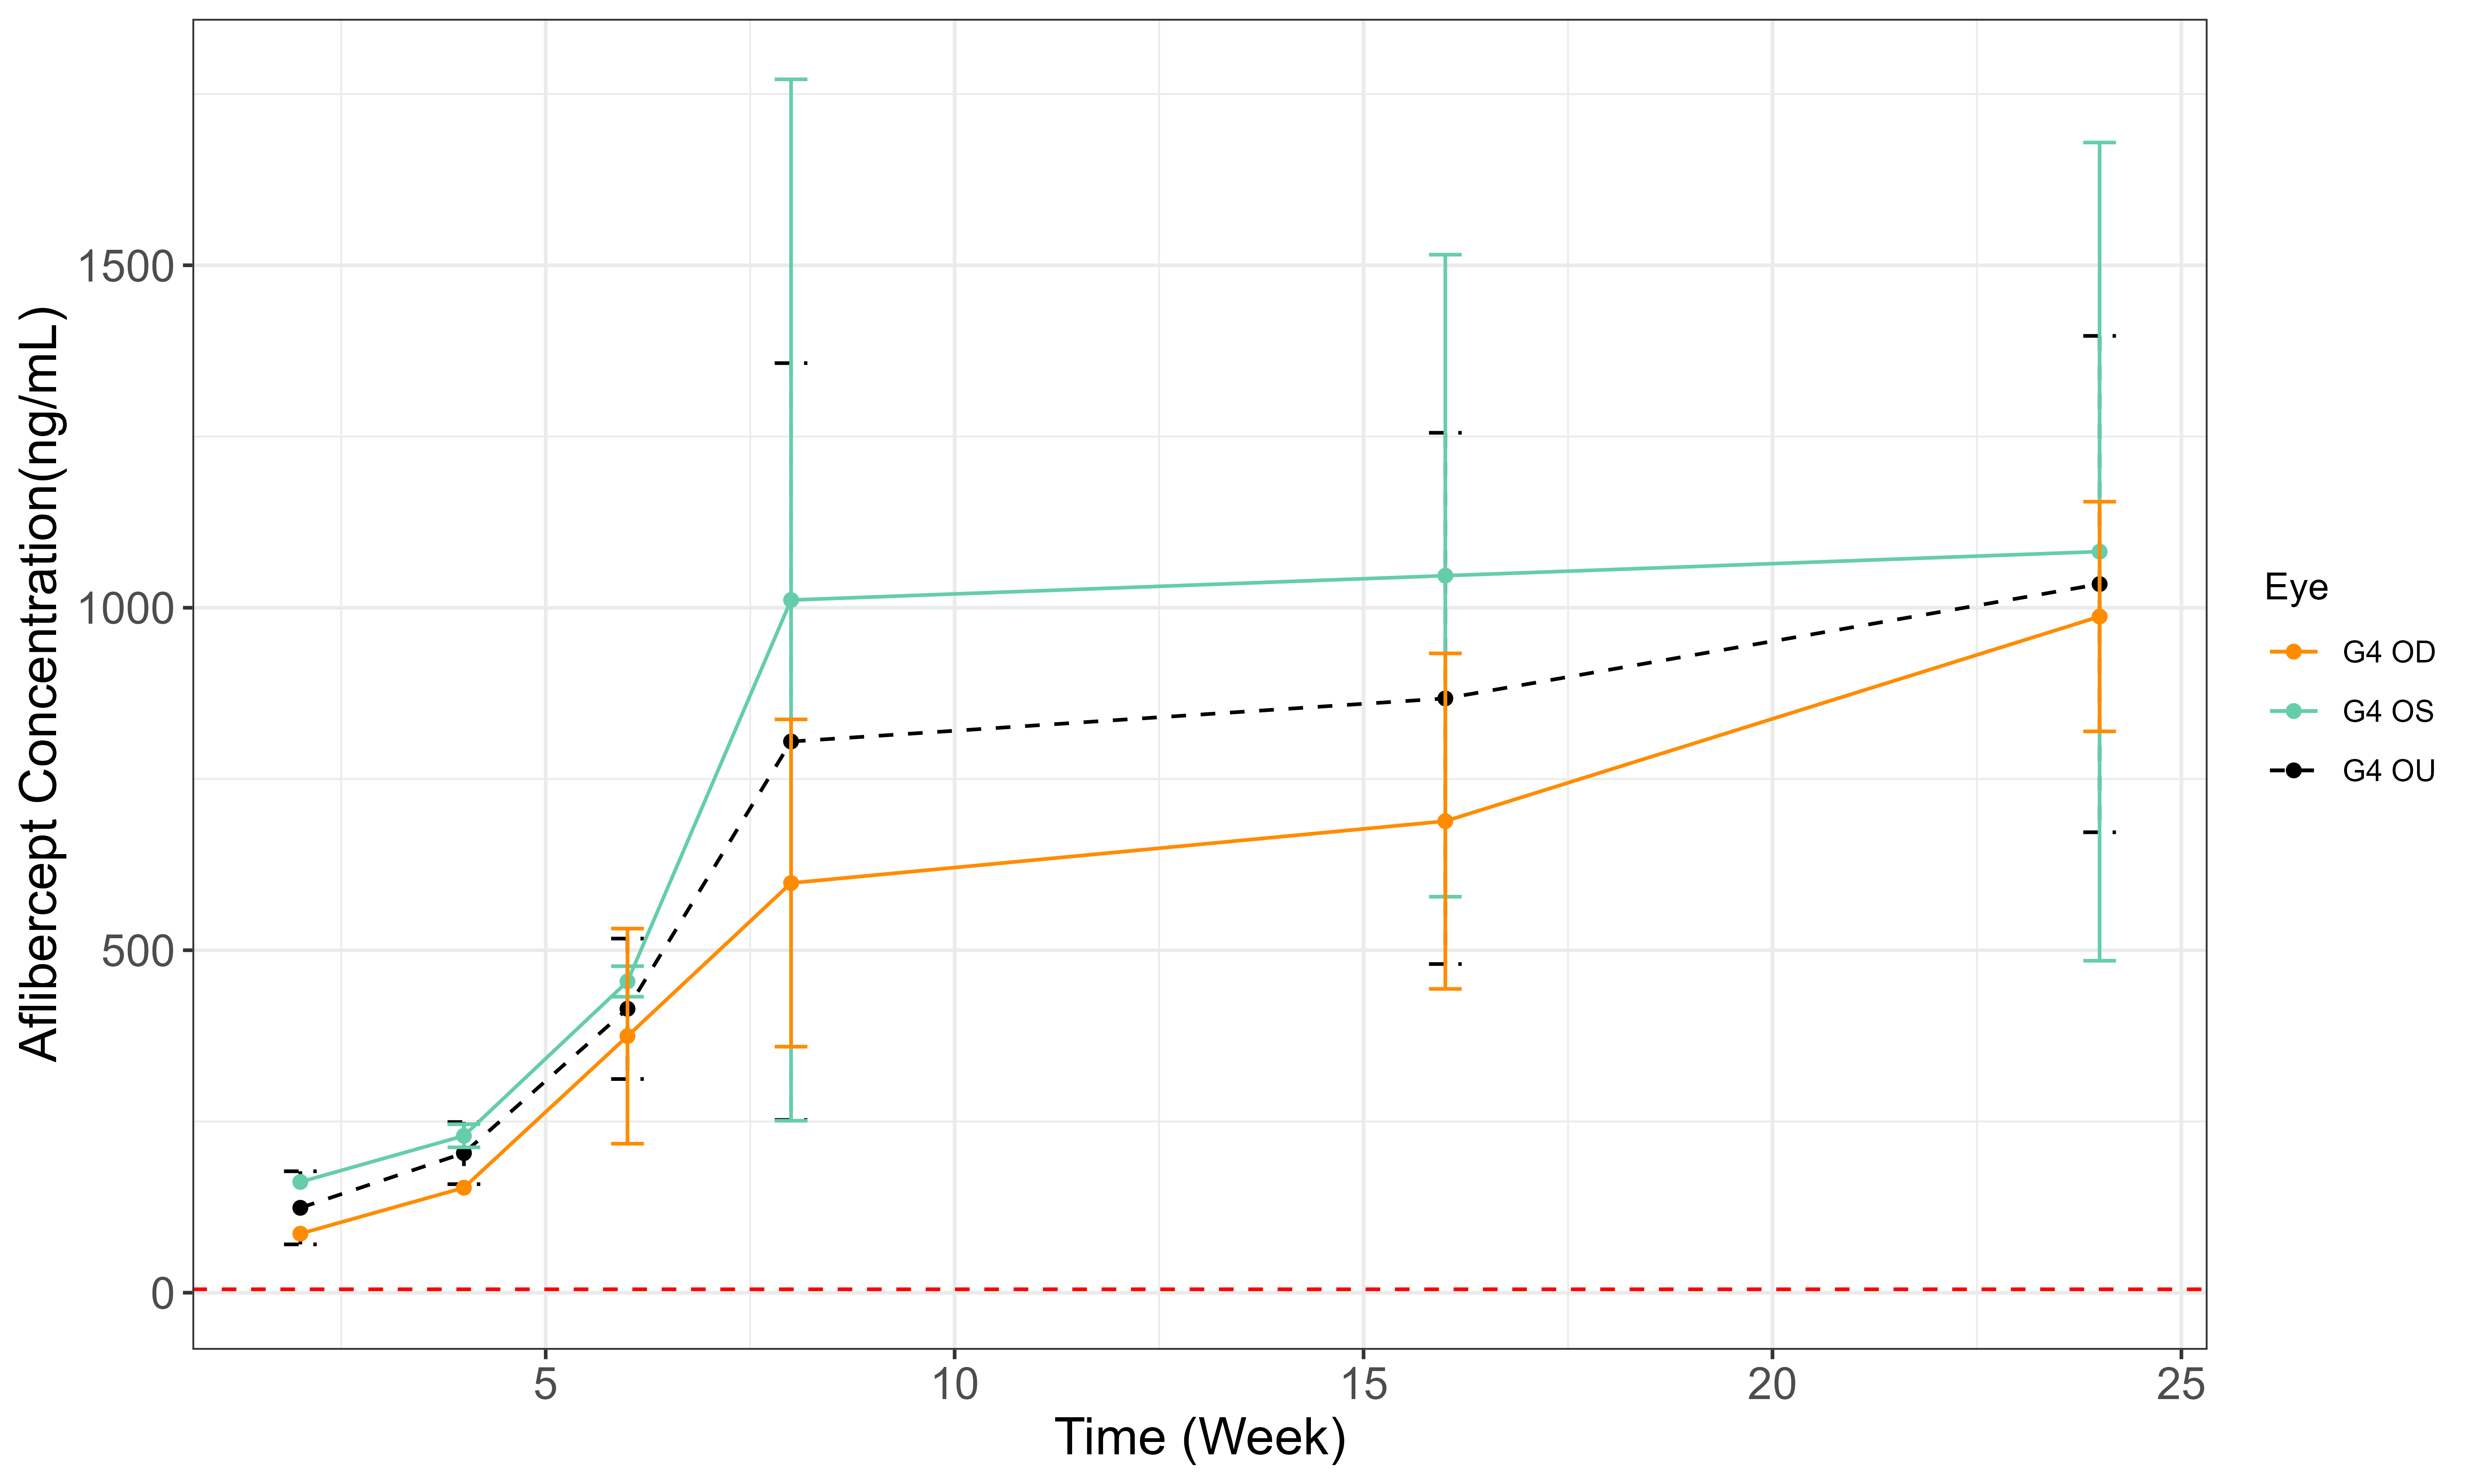 Aflibercept Concentration(ng/mL)
1500
1000
500
0
5
10
15
20
25
Time (Week)
Eye
G4 OD
G4 OS
G4 OU